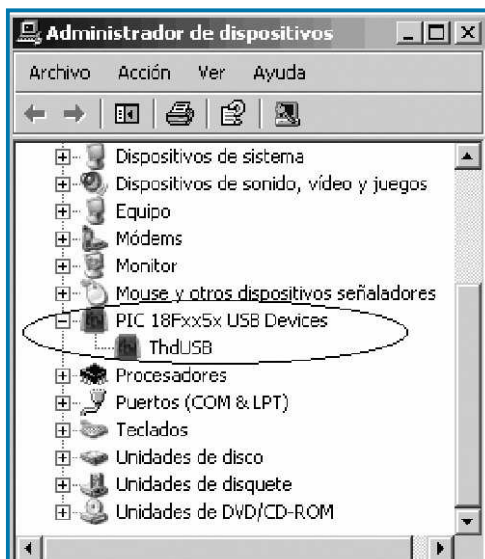 Administrador de dispositivos
Archivo Acción Ver Ayuda
Dispositivos de sistema
Dispositivos de sonido, vídeo y juegos
Equipo
Módems
Monitor
Mouse y otros dispositivos señaladores
PIC 18Fxx5x USB Devices
ThdUSB
Procesadores
Puertos (COM & LPT)
Teclados
Unidades de disco
Unidades de disquete
Unidades de DVD/CD-ROM